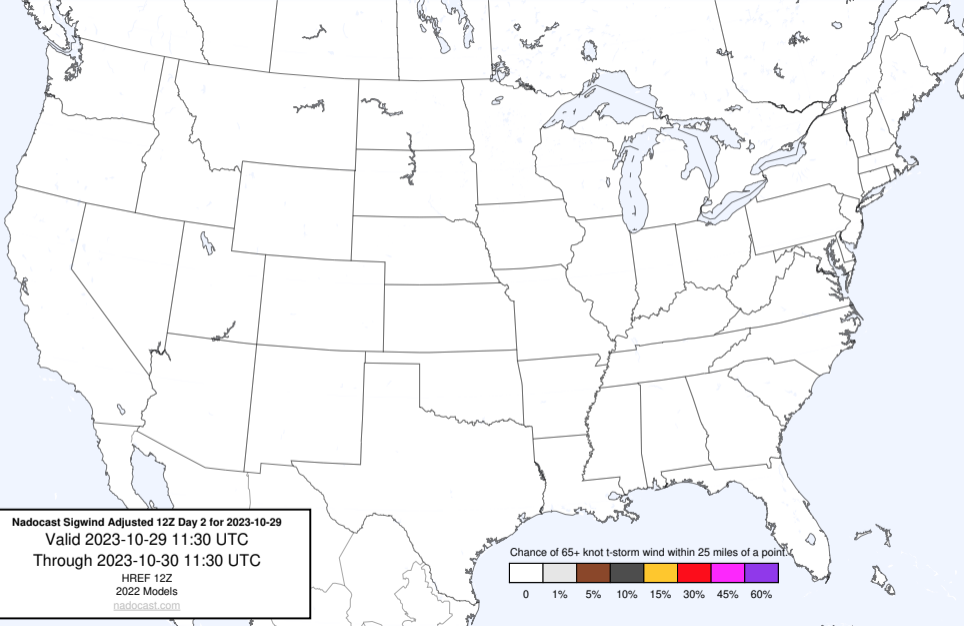 Nadocast Sigwind Adjusted 12Z Day 2 for 2023-10-29
Valid 2023-10-29 11:30 UTC
Through 2023-10-30 11:30 UTC
HREF 12Z
2022 Models
nadocast.com
Chance of 65+ knot t-storm wind within 25 miles of a point.
0 1% 5% 10% 15% 30% 45% 60%